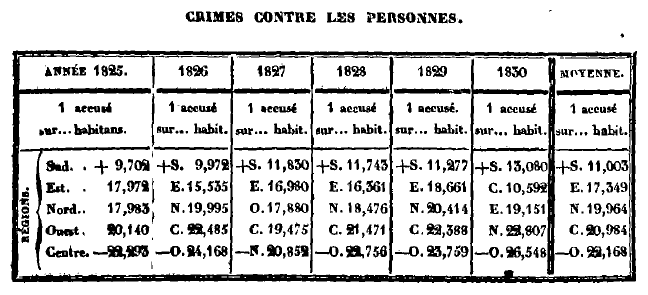 CRIMES CONTRE LES PERSONNES.
ANNÉE 1825. 1826 1827 1828 1829 1830 MOYENNE.
1 accusé 1 accusé 1 accusé 1 accusé 1 accusé. 1 accusé 1 accusé
sur... habitans. sur... habit. sur... habit. sur... habit. sur... habit. sur... habit. sur... habit.
RÉGIONS.
Sud. . + 9,702 +S. 9,972 +S. 11,830 +S. 11,743 +S. 11,277 +S. 13,080 +S. 11,003
Est. . 17,972 E. 15,535 E. 16,980 E. 16,361 E. 18,661 C. 10,592 E. 17,349
Nord.. 17,983 N. 19,995 O. 17,880 N. 18,476 N. 20,414 E. 19,151 N. 19,964
Ouest. 20,140 C. 22,485 C. 19,475 C. 21,471 C. 22,388 N. 22,807 C. 20,984
Centre. —22,293 —O. 24,168 —N. 20,852 —O. 22,756 —O. 23,759 —O. 26,548 —O. 22,168